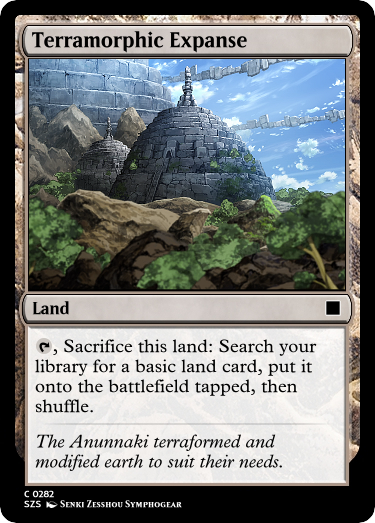 Terramorphic Expanse
Land
, Sacrifice this land: Search your
library for a basic land card, put it
onto the battlefield tapped, then
shuffle.
The Anunnaki terraformed and
modified earth to suit their needs.
C 0282
SZS Senki Zesshou Symphogear